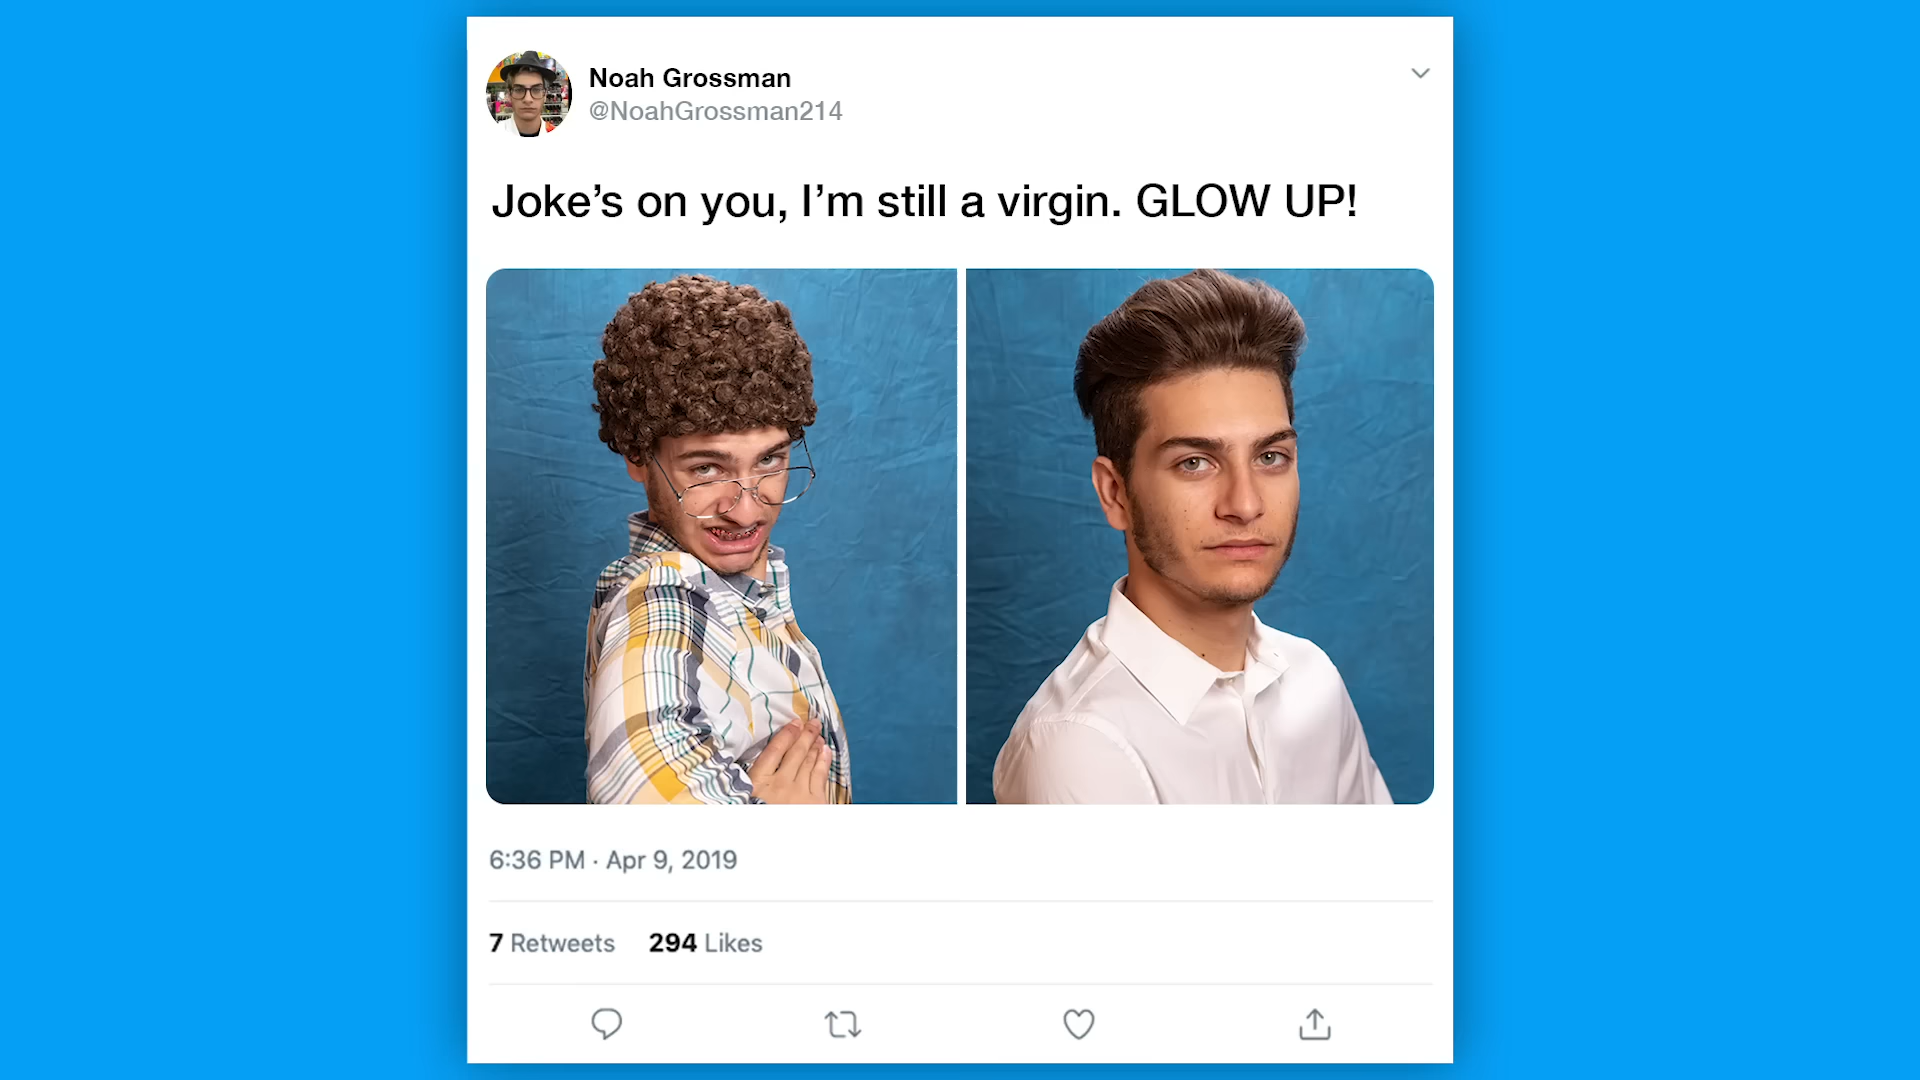 Noah Grossman
@NoahGrossman214
Joke’s on you, I’m still a virgin. GLOW UP!
6:36 PM · Apr 9, 2019
7 Retweets 294 Likes